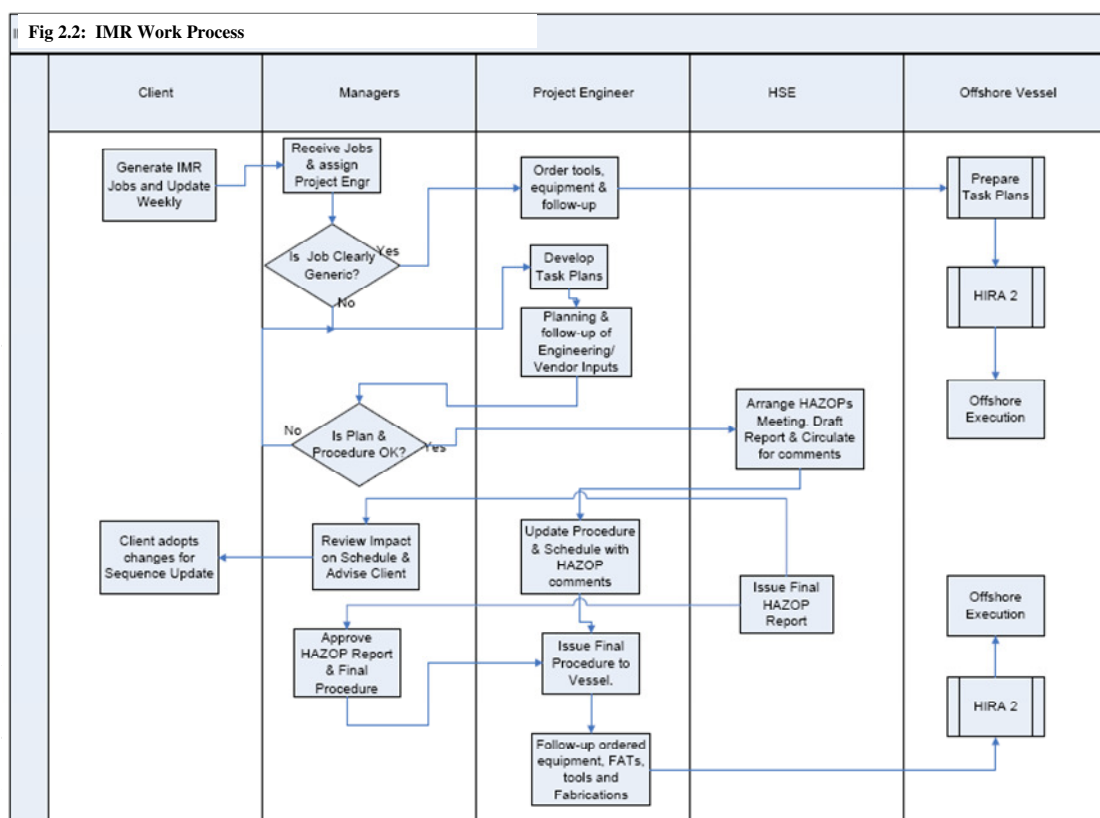 Fig 2.2: IMR Work Process
Client
Managers
Project Engineer
HSE
Offshore Vessel
Generate IMR
Jobs and Update
Weekly
Receive Jobs
& assign
Project Engr
Order tools,
equipment &
follow-up
Prepare
Task Plans
Is Job Clearly
Generic?
Yes
No
Develop
Task Plans
HIRA 2
Planning &
follow-up of
Engineering/
Vendor Inputs
Offshore
Execution
Is Plan &
Procedure OK?
No
Yes
Arrange HAZOPs
Meeting. Draft
Report & Circulate
for comments
Client adopts
changes for
Sequence Update
Review Impact
on Schedule &
Advise Client
Update Procedure
& Schedule with
HAZOP
comments
Issue Final
HAZOP
Report
Offshore
Execution
Approve
HAZOP Report
& Final
Procedure
Issue Final
Procedure to
Vessel.
HIRA 2
Follow-up ordered
equipment, FATs,
tools and
Fabrications